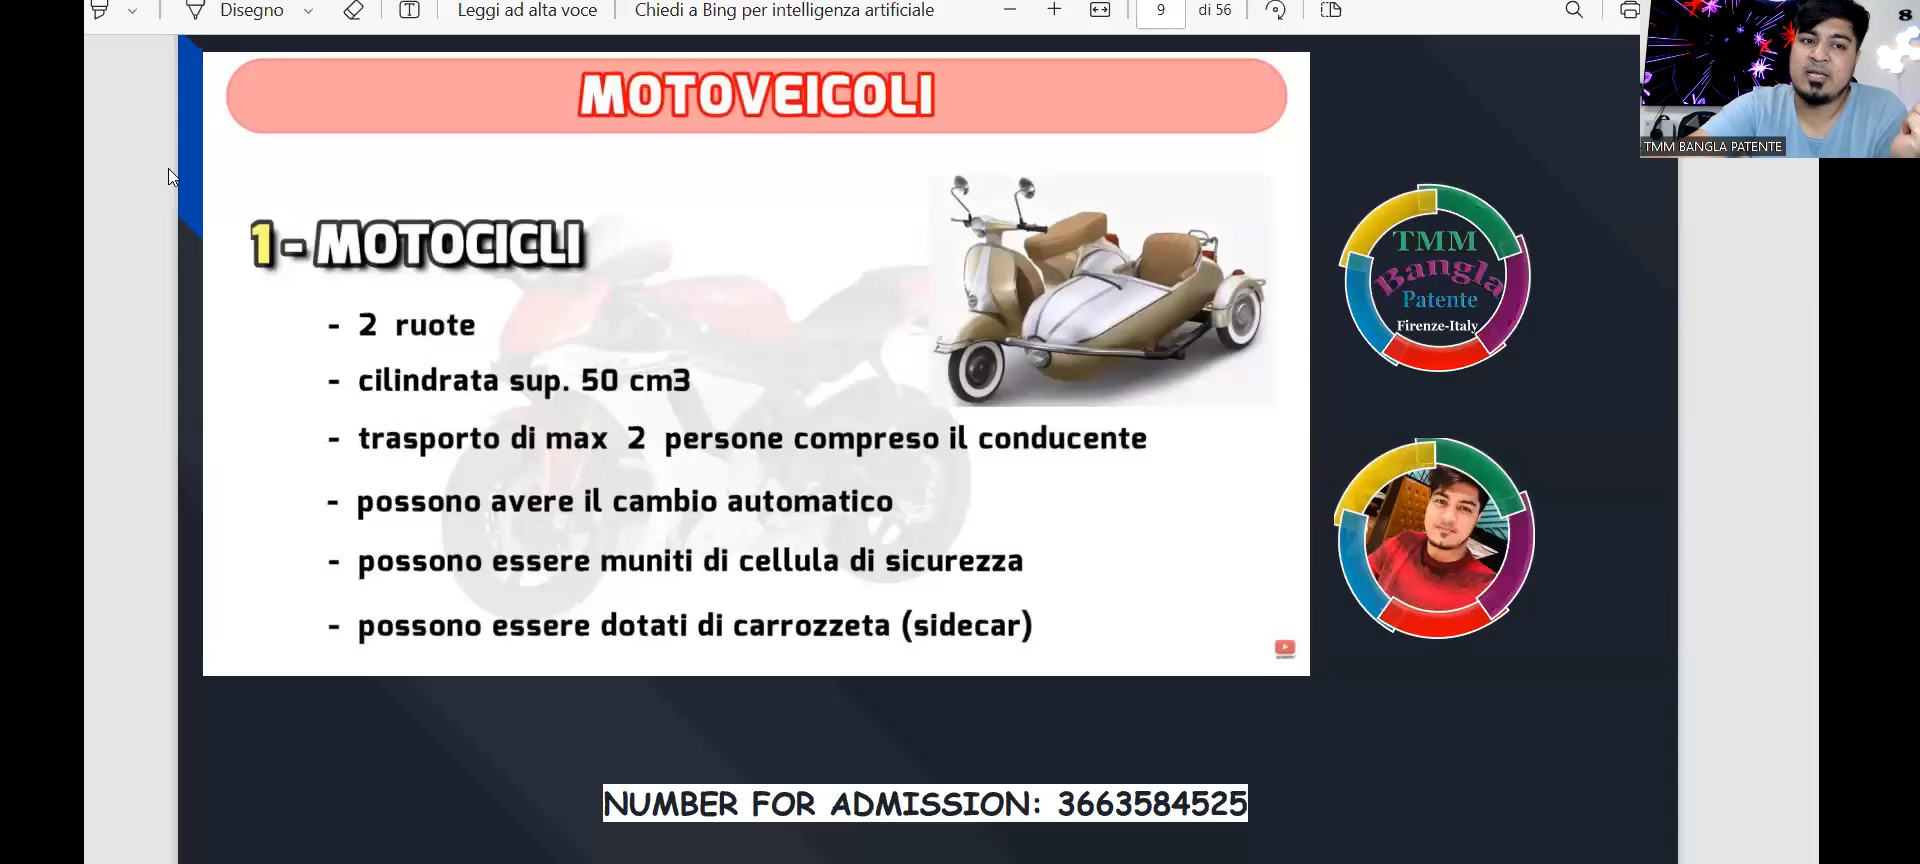 Disegno
Leggi ad alta voce
Chiedi a Bing per intelligenza artificiale
9
di 56
8
TMM BANGLA PATENTE
MOTOVEICOLI
1 - MOTOCICLI
- 2 ruote
- cilindrata sup. 50 cm3
- trasporto di max 2 persone compreso il conducente
- possono avere il cambio automatico
- possono essere muniti di cellula di sicurezza
- possono essere dotati di carrozzeta (sidecar)
TMM
Bangla
Patente
Firenze-Italy
NUMBER FOR ADMISSION: 3663584525